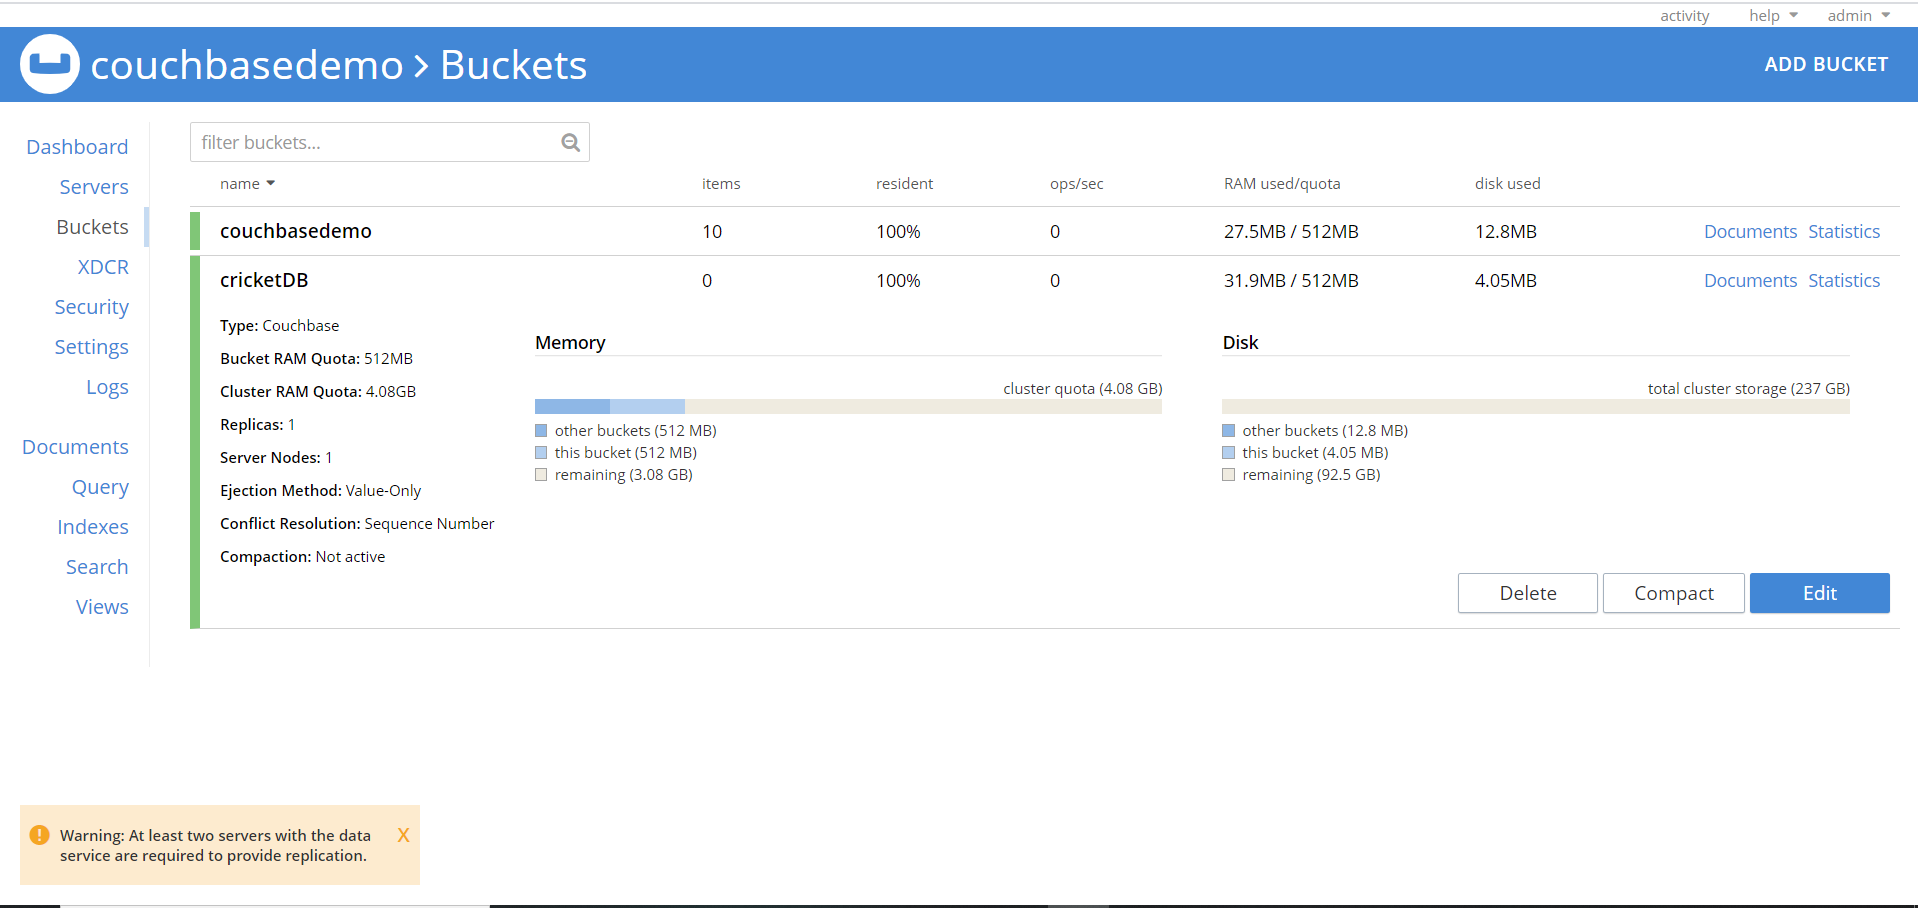 activity help admin
couchbasedemo > Buckets ADD BUCKET
Dashboard
Servers
Buckets
XDCR
Security
Settings
Logs
Documents
Query
Indexes
Search
Views
filter buckets...
name items resident ops/sec RAM used/quota disk used
couchbasedemo 10 100% 0 27.5MB / 512MB 12.8MB Documents Statistics
cricketDB 0 100% 0 31.9MB / 512MB 4.05MB Documents Statistics
Type: Couchbase
Bucket RAM Quota: 512MB
Cluster RAM Quota: 4.08GB
Replicas: 1
Server Nodes: 1
Ejection Method: Value-Only
Conflict Resolution: Sequence Number
Compaction: Not active
Memory
cluster quota (4.08 GB)
other buckets (512 MB)
this bucket (512 MB)
remaining (3.08 GB)
Disk
total cluster storage (237 GB)
other buckets (12.8 MB)
this bucket (4.05 MB)
remaining (92.5 GB)
Delete Compact Edit
Warning: At least two servers with the data X
service are required to provide replication.